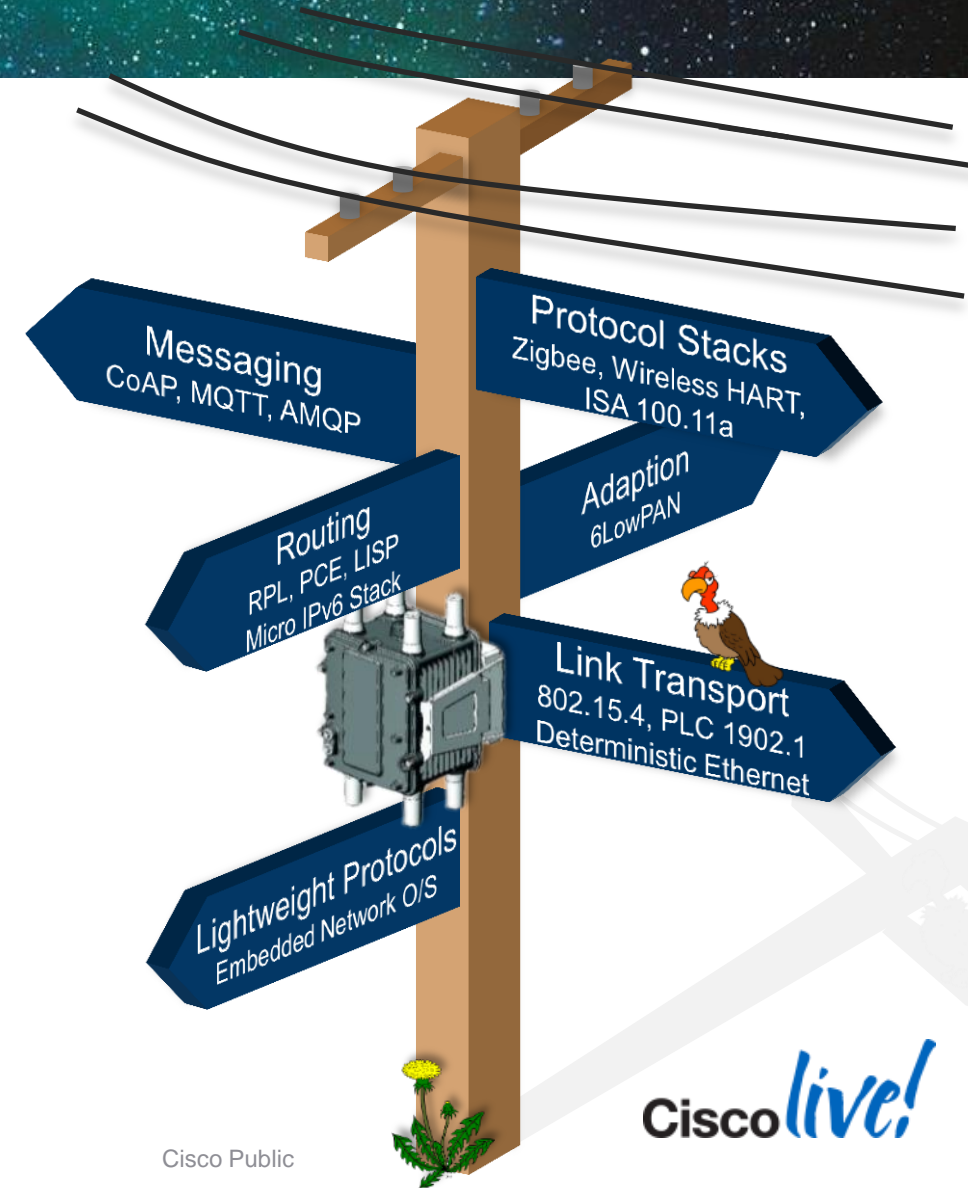 Messaging
CoAP, MQTT, AMQP
Protocol Stacks
Zigbee, Wireless HART,
ISA 100.11a
Adaption
6LowPAN
Routing
RPL, PCE, LISP
Micro IPv6 Stack
Link Transport
802.15.4, PLC 1902.1
Deterministic Ethernet
Lightweight Protocols
Embedded Network O/S
Cisco live!
Cisco Public